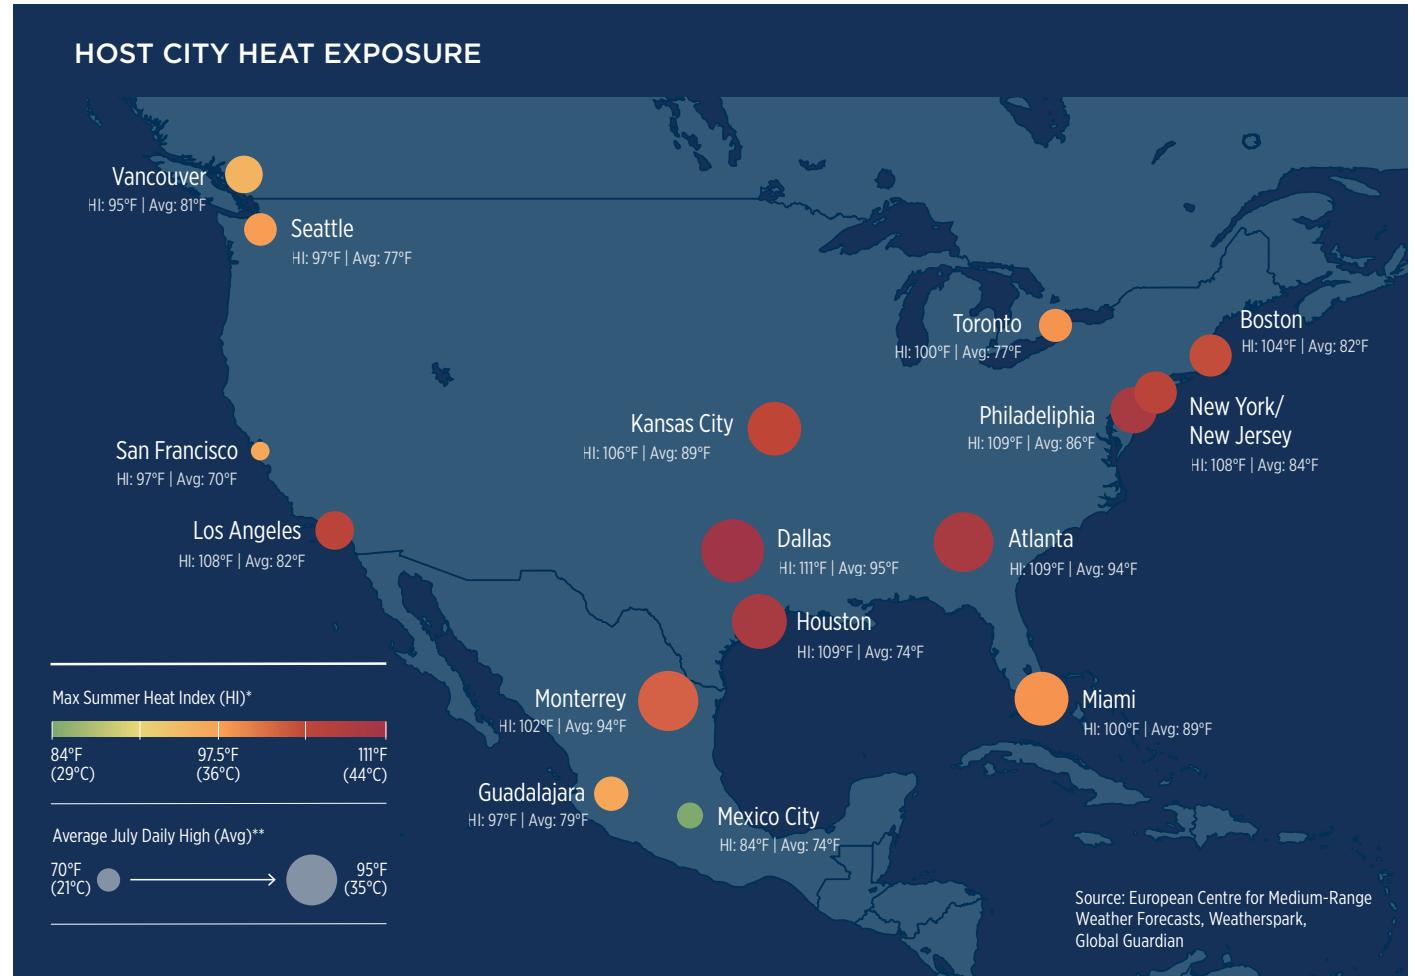 HOST CITY HEAT EXPOSURE
Vancouver
HI: 95°F | Avg: 81°F
Seattle
HI: 97°F | Avg: 77°F
Toronto
HI: 100°F | Avg: 77°F
Boston
HI: 104°F | Avg: 82°F
Kansas City
HI: 106°F | Avg: 89°F
Philadeliphia
HI: 109°F | Avg: 86°F
New York/
New Jersey
HI: 108°F | Avg: 84°F
San Francisco
HI: 97°F | Avg: 70°F
Los Angeles
HI: 108°F | Avg: 82°F
Dallas
HI: 111°F | Avg: 95°F
Atlanta
HI: 109°F | Avg: 94°F
Houston
HI: 109°F | Avg: 74°F
Monterrey
HI: 102°F | Avg: 94°F
Miami
HI: 100°F | Avg: 89°F
Guadalajara
HI: 97°F | Avg: 79°F
Mexico City
HI: 84°F | Avg: 74°F
Max Summer Heat Index (HI)*
84°F 97.5°F 111°F
(29°C) (36°C) (44°C)
Average July Daily High (Avg)**
70°F 95°F
(21°C) (35°C)
Source: European Centre for Medium-Range
Weather Forecasts, Weatherspark,
Global Guardian